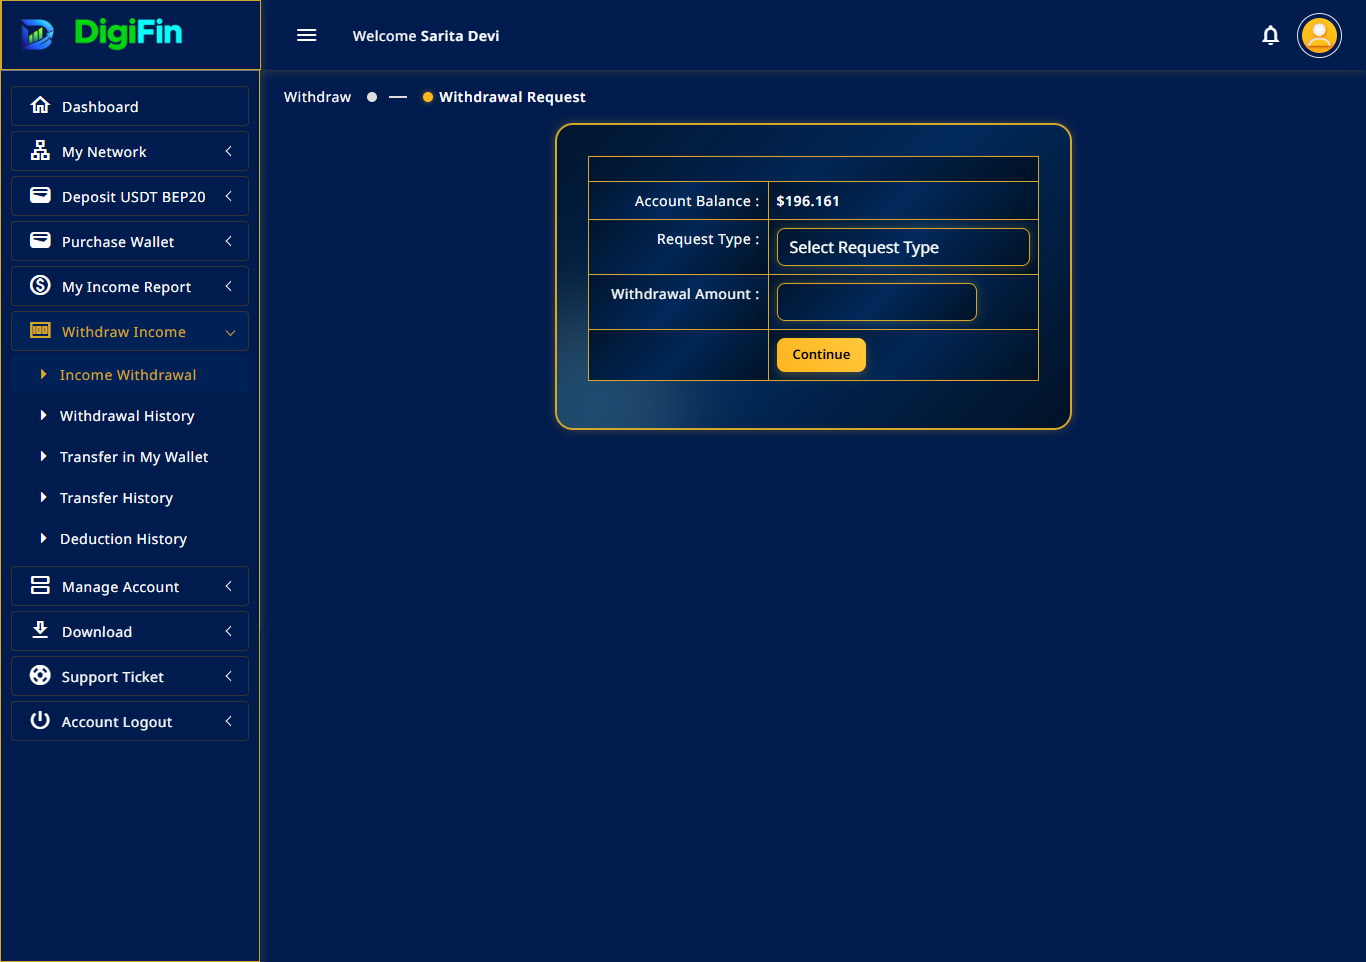 DigiFin
Welcome Sarita Devi
Dashboard
My Network
Deposit USDT BEP20
Purchase Wallet
My Income Report
Withdraw Income
Income Withdrawal
Withdrawal History
Transfer in My Wallet
Transfer History
Deduction History
Manage Account
Download
Support Ticket
Account Logout
Withdraw
Withdrawal Request
Account Balance : $196.161
Request Type : Select Request Type
Withdrawal Amount :
Continue